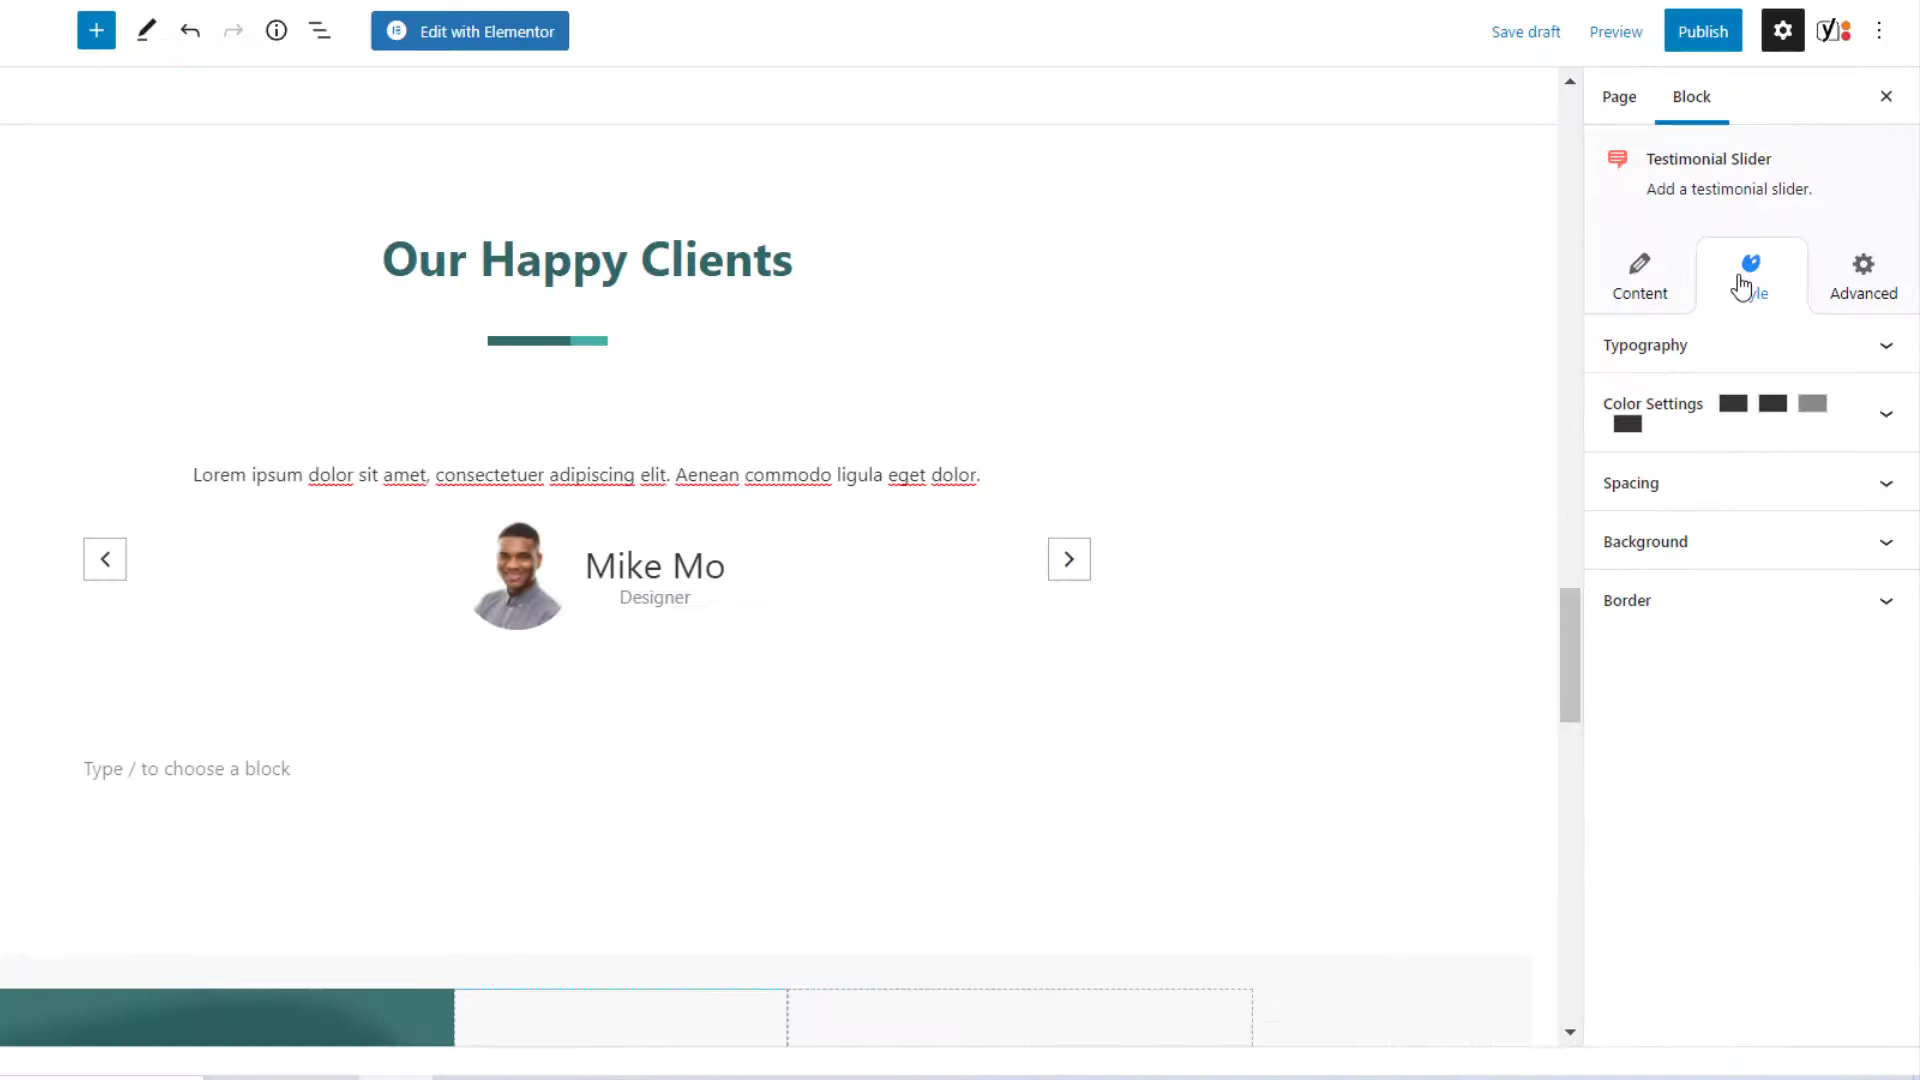 Edit with Elementor
Save draft
Preview
Publish
Page
Block
Testimonial Slider
Add a testimonial slider.
Content
Advanced
Typography
Color Settings
Spacing
Background
Border
Our Happy Clients
Lorem ipsum dolor sit amet, consectetuer adipiscing elit. Aenean commodo ligula eget dolor.
Mike Mo
Designer
Type / to choose a block